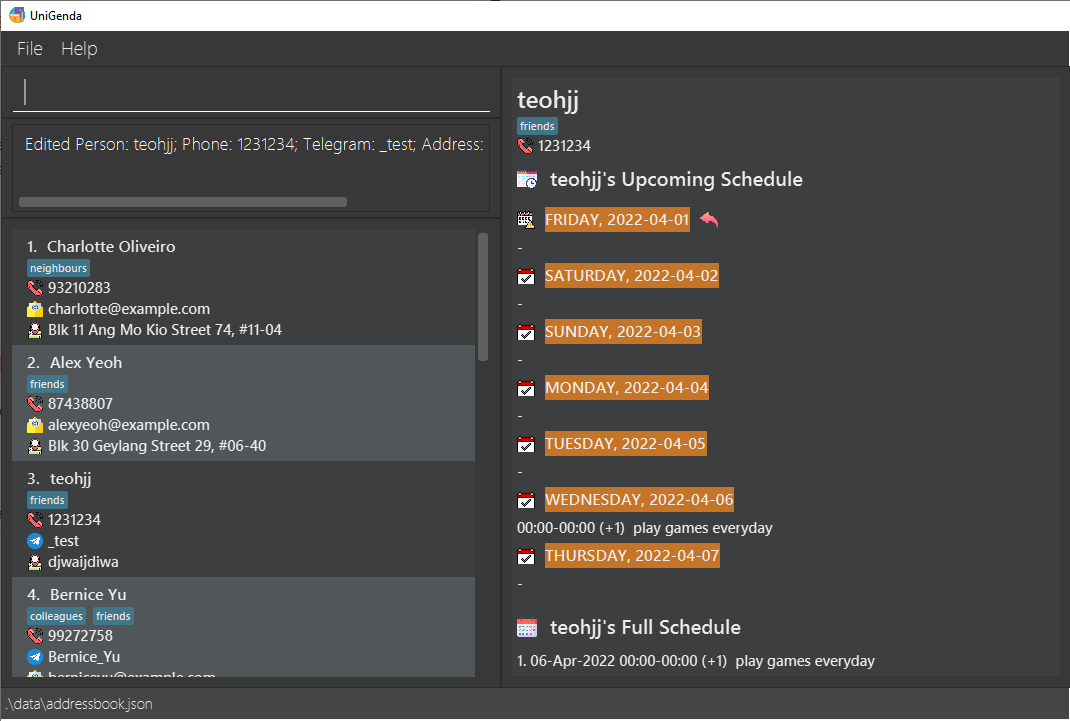 UniGenda
File Help
Edited Person: teohjj; Phone: 1231234; Telegram: _test; Address:
1. Charlotte Oliveiro
neighbours
93210283
charlotte@example.com
Blk 11 Ang Mo Kio Street 74, #11-04
2. Alex Yeoh
friends
87438807
alexyeoh@example.com
Blk 30 Geylang Street 29, #06-40
3. teohjj
friends
1231234
_test
djwaijdiwa
4. Bernice Yu
colleagues friends
99272758
Bernice_Yu
berniceyu@example.com
.\data\addressbook.json
teohjj
friends
1231234
teohjj's Upcoming Schedule
FRIDAY, 2022-04-01
-
SATURDAY, 2022-04-02
-
SUNDAY, 2022-04-03
-
MONDAY, 2022-04-04
-
TUESDAY, 2022-04-05
-
WEDNESDAY, 2022-04-06
00:00-00:00 (+1) play games everyday
THURSDAY, 2022-04-07
-
teohjj's Full Schedule
1. 06-Apr-2022 00:00-00:00 (+1) play games everyday